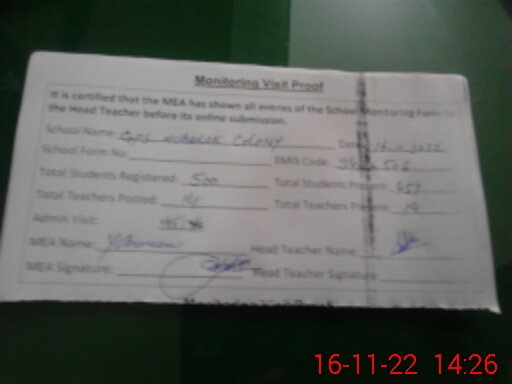 Monitoring Visit Proof
It is certified that the MEA has shown all entries of the School Monitoring Form to
the Head Teacher before its online submission.
School Name: COLONY Date: 16-11-2022
School Form No: EMIS Code:
Total Students Registered: 500 Total Students Present:
Total Teachers Posted: 14 Total Teachers Present: 14
Admin Visit:
MEA Name: Head Teacher Name:
MEA Signature: Head Teacher Signature
Monitoring Visit Proof
16-11-22 14:26